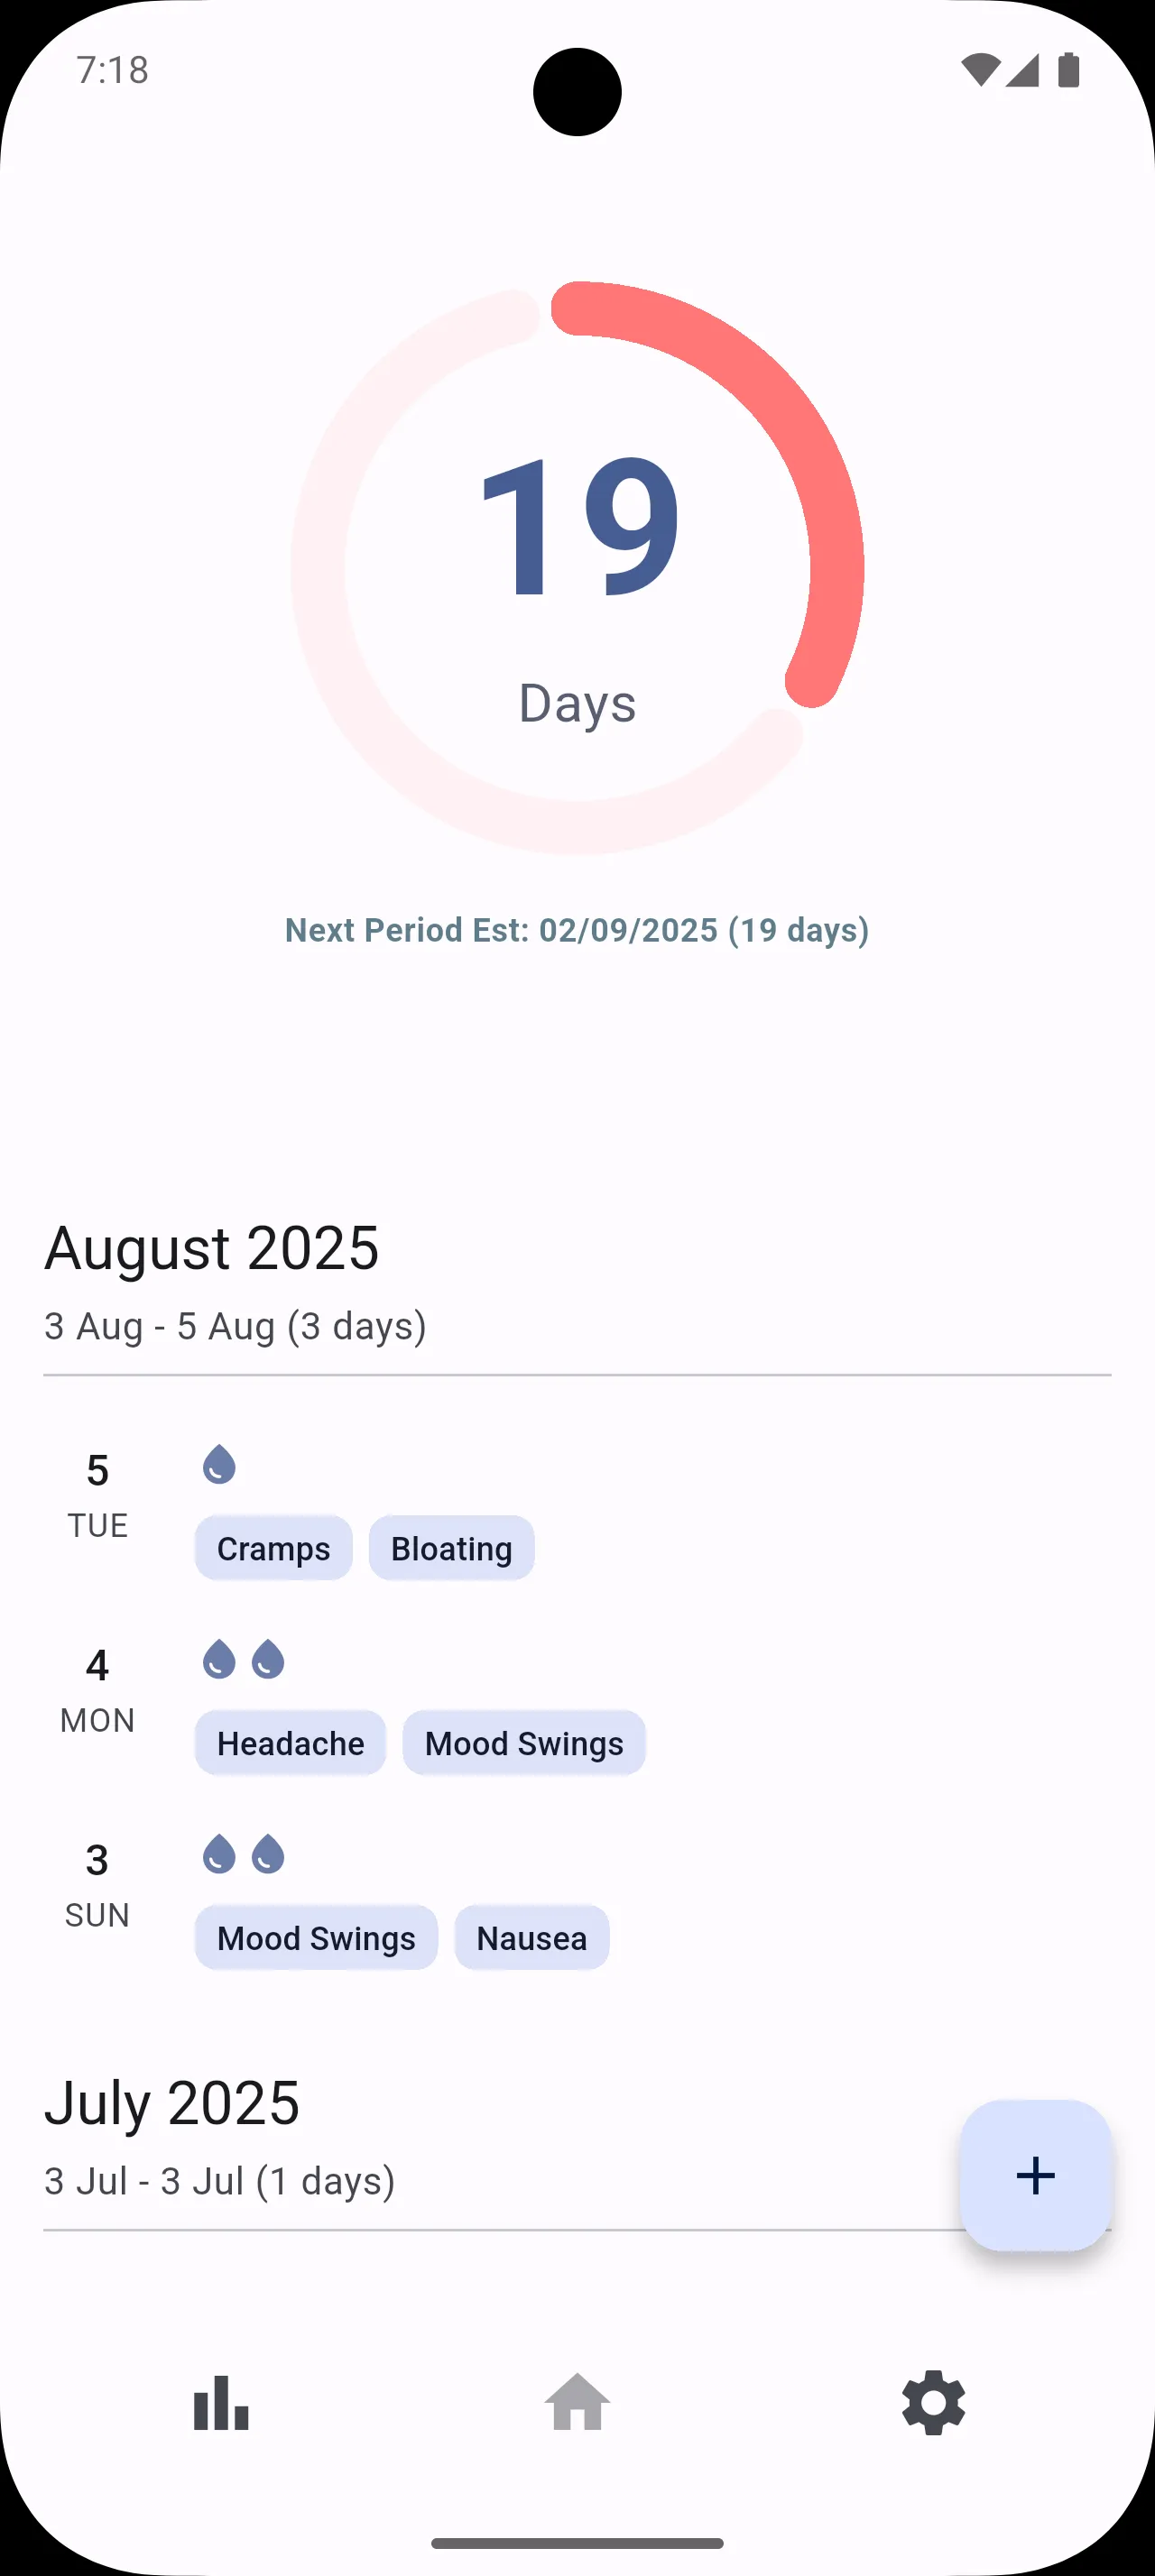 7:18
19
Days
Next Period Est: 02/09/2025 (19 days)
August 2025
3 Aug - 5 Aug (3 days)
5
TUE
Cramps Bloating
4
MON
Headache Mood Swings
3
SUN
Mood Swings Nausea
July 2025
3 Jul - 3 Jul (1 days)
+